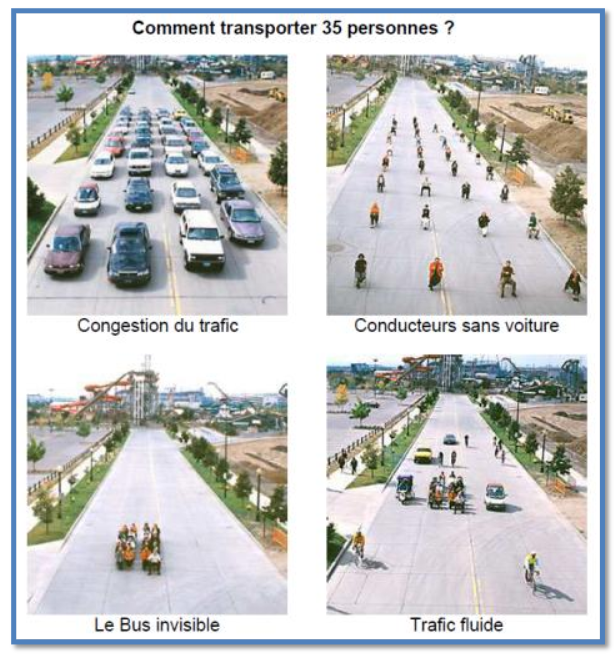 Comment transporter 35 personnes ?
Congestion du trafic
Conducteurs sans voiture
Le Bus invisible
Trafic fluide